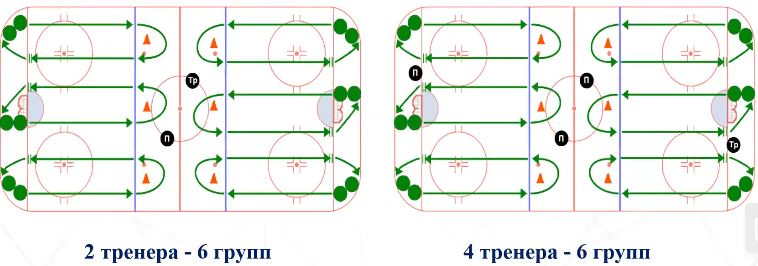 Тр
П
П
П
П
Тр
2 тренера - 6 групп
4 тренера - 6 групп